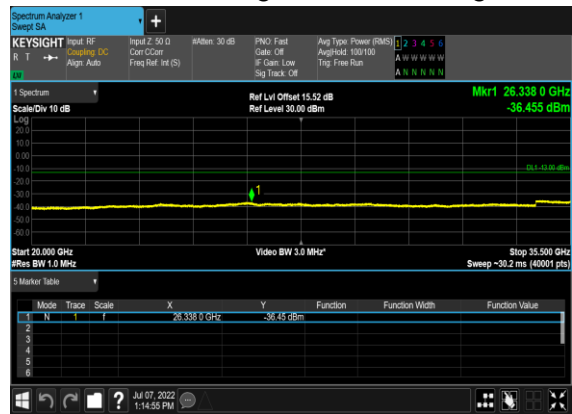 Spectrum Analyzer 1
Swept SA
+
KEYSIGHT Input: RF Input Z: 50 Ω #Atten: 30 dB PNO: Fast Avg Type: Power (RMS) 1 2 3 4 5 6
R T Coupling: DC Corr CCorr Gate: Off Avg|Hold: 100/100 A W W W W W
Align: Auto Freq Ref: Int (S) IF Gain: Low Trig: Free Run
Sig Track: Off A N N N N N
1 Spectrum Ref Lvl Offset 15.52 dB Mkr1 26.338 0 GHz
Scale/Div 10 dB Ref Level 30.00 dBm -36.455 dBm
Log
20.0
10.0
0.00
-10.0 DL1 -13.00 dBm
-20.0
-30.0 1
-40.0
-50.0
-60.0
Start 20.000 GHz Video BW 3.0 MHz* Stop 35.500 GHz
#Res BW 1.0 MHz Sweep ~30.2 ms (40001 pts)
5 Marker Table
Mode Trace Scale X Y Function Function Width Function Value
1 N 1 f 26.338 0 GHz -36.45 dBm
2
3
4
5
6
? Jul 07, 2022
1:14:55 PM